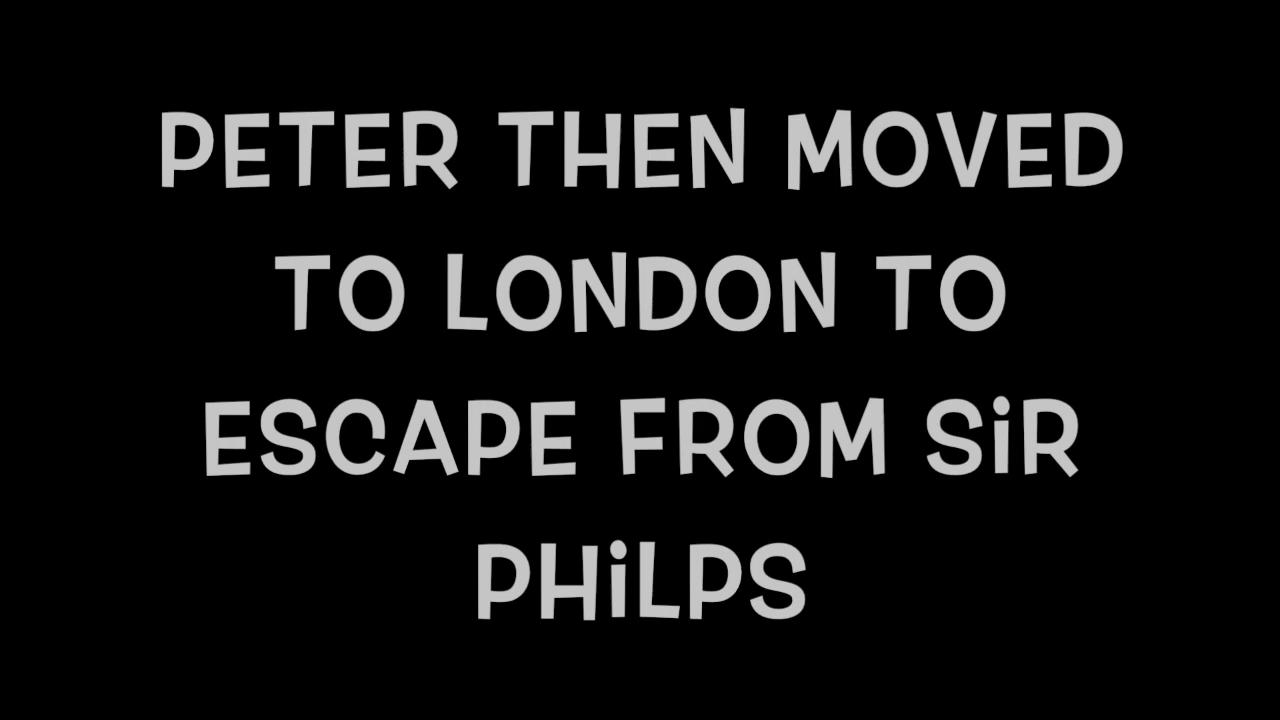 PETER THEN MOVED
TO LONDON TO
ESCAPE FROM SiR
PHiLPS